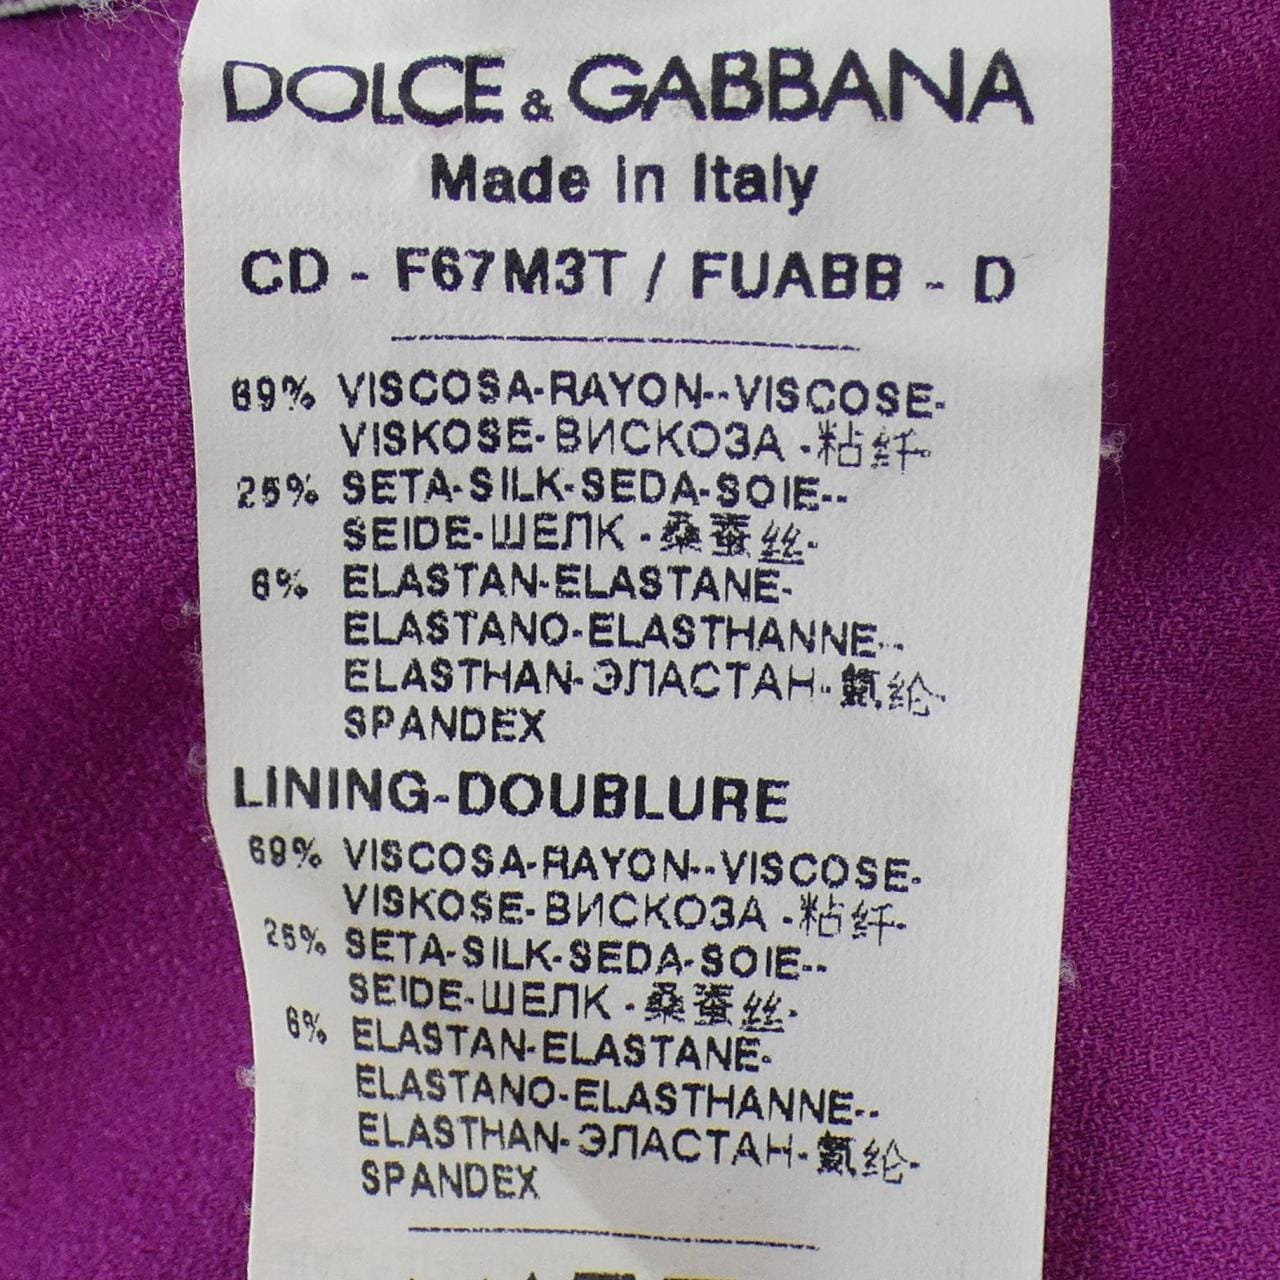 DOLCE & GABBANA
Made in Italy
CD - F67M3T / FUABB - D
69% VISCOSA-RAYON--VISCOSE-
VISKOSE-ВИСКОЗА -粘纤-
25% SETA-SILK-SEDA-SOIE--
SEIDE-ШЕЛК -桑蚕丝-
6% ELASTAN-ELASTANE-
ELASTANO-ELASTHANNE--
ELASTHAN-ЭЛАСТАН-氨纶-
SPANDEX
LINING-DOUBLURE
69% VISCOSA-RAYON--VISCOSE-
VISKOSE-ВИСКОЗА -粘纤-
25% SETA-SILK-SEDA-SOIE--
SEIDE-ШЕЛК -桑蚕丝-
6% ELASTAN-ELASTANE-
ELASTANO-ELASTHANNE--
ELASTHAN-ЭЛАСТАН-氨纶-
SPANDEX